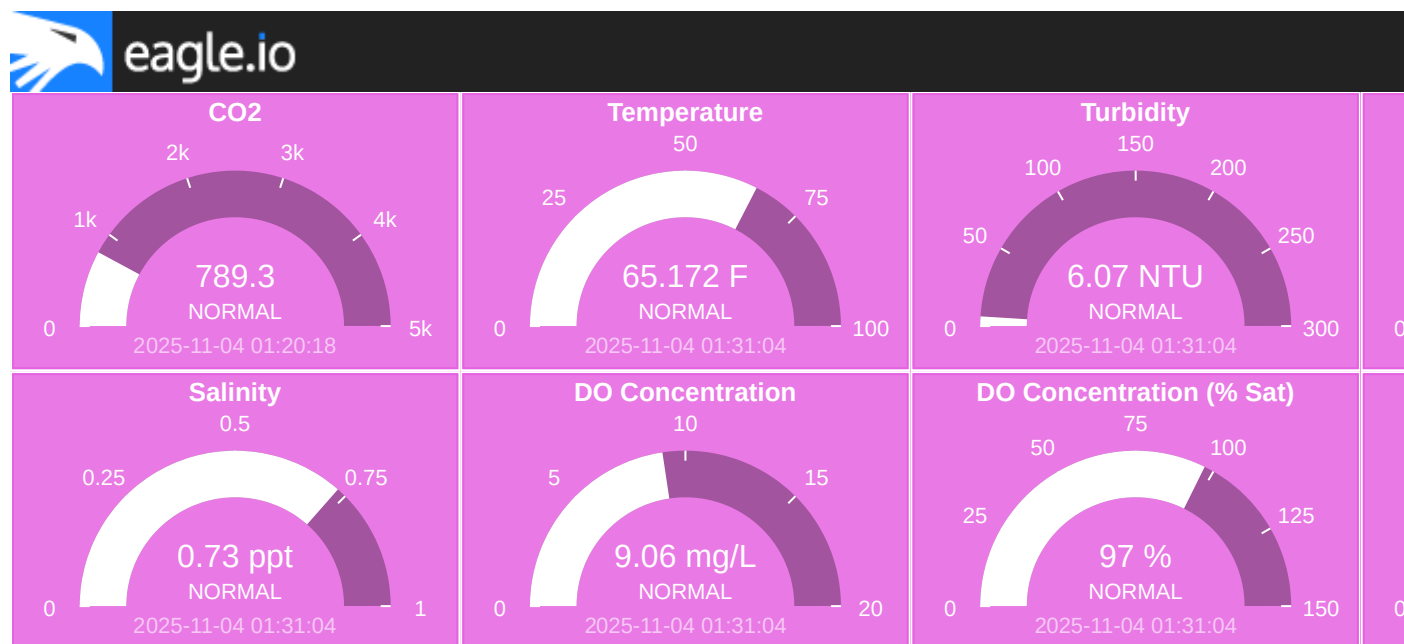 eagle.io
CO2
2k
3k
1k
4k
789.3
NORMAL
0
5k
2025-11-04 01:20:18
Temperature
50
25
75
65.172 F
NORMAL
0
100
2025-11-04 01:31:04
Turbidity
150
100
200
50
250
6.07 NTU
NORMAL
0
300
2025-11-04 01:31:04
0
Salinity
0.5
0.25
0.75
0.73 ppt
NORMAL
0
1
2025-11-04 01:31:04
DO Concentration
10
5
15
9.06 mg/L
NORMAL
0
20
2025-11-04 01:31:04
DO Concentration (% Sat)
75
50
100
25
125
97 %
NORMAL
0
150
2025-11-04 01:31:04
0